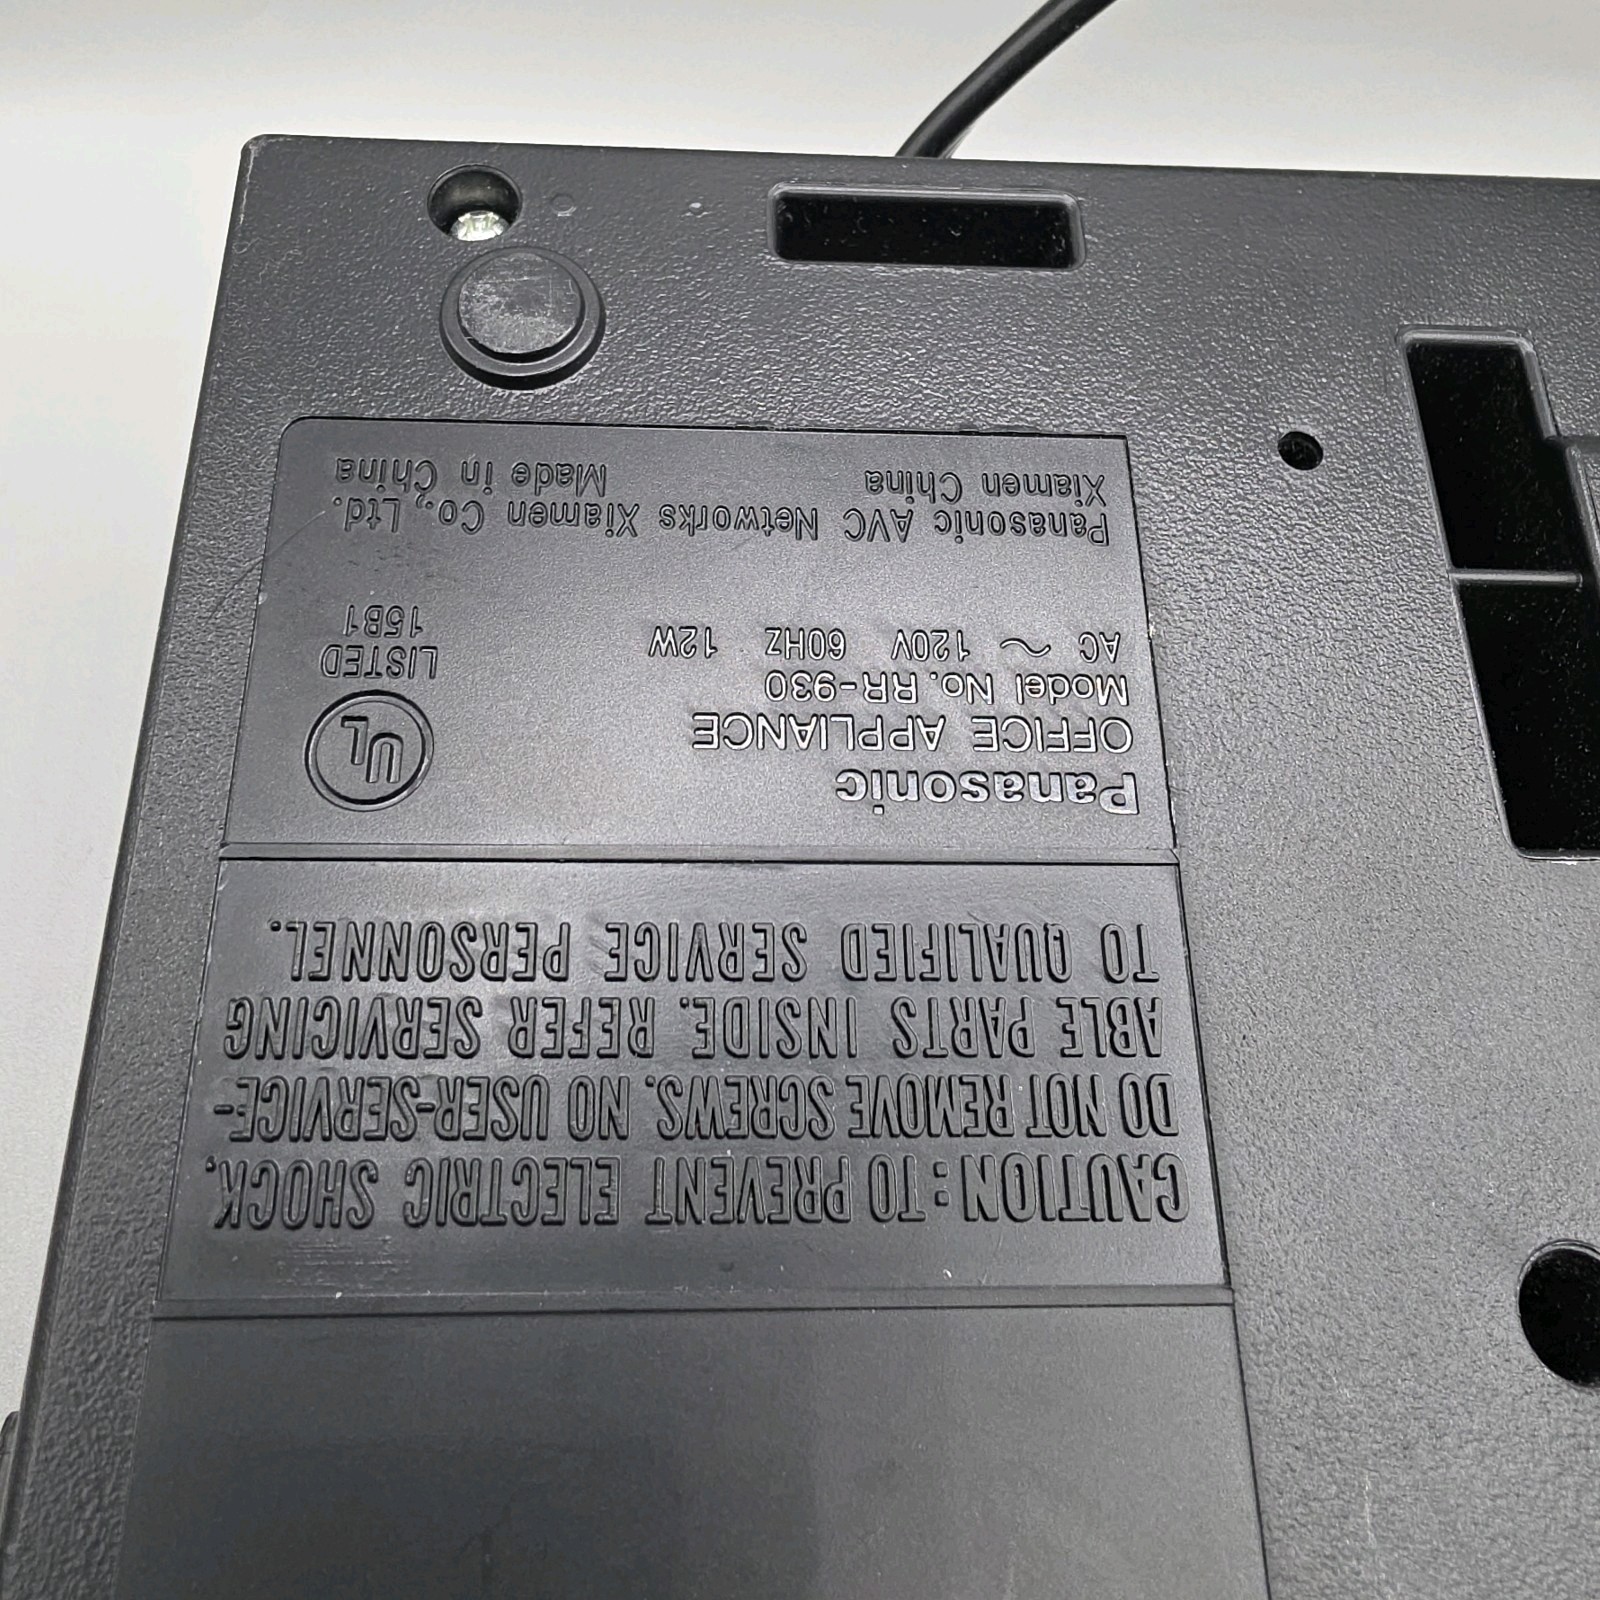 CAUTION : TO PREVENT ELECTRIC SHOCK,
DO NOT REMOVE SCREWS. NO USER-SERVICE-
ABLE PARTS INSIDE. REFER SERVICING
TO QUALIFIED SERVICE PERSONNEL.
Panasonic
OFFICE APPLIANCE
Model No. RR-930
AC ~ 120V 60Hz 12W
UL
LISTED
15B1
Panasonic AVC Networks Xiamen Co., Ltd.
Xiamen China Made in China